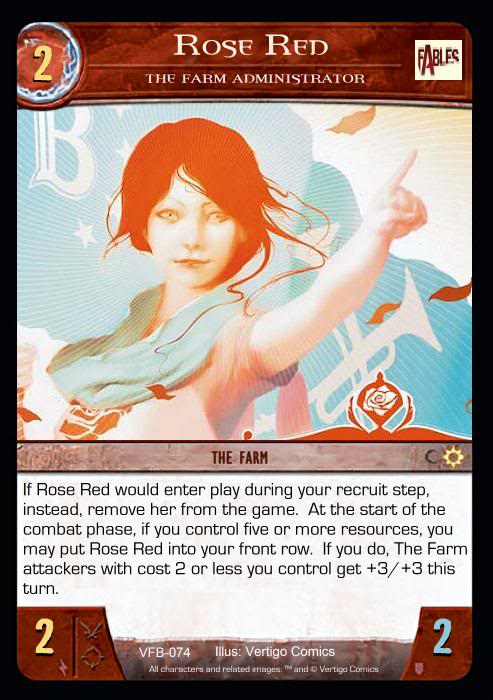 2
Rose Red
FABLES
THE FARM ADMINISTRATOR
B
THE FARM
If Rose Red would enter play during your recruit step,
instead, remove her from the game. At the start of the
combat phase, if you control five or more resources, you
may put Rose Red into your front row. If you do, The Farm
attackers with cost 2 or less you control get +3/+3 this
turn.
2
2
VFB-074 Illus: Vertigo Comics
All characters and related images: ™ and © Vertigo Comics